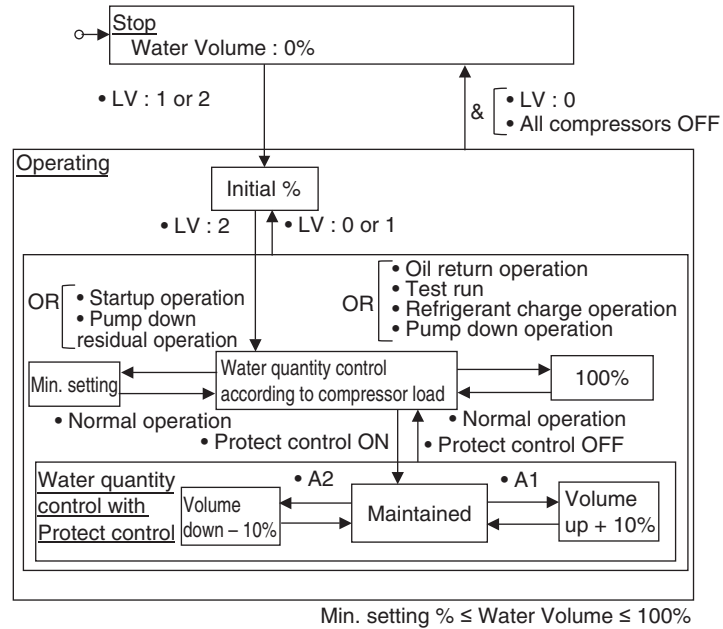 Stop
Water Volume : 0%
• LV : 1 or 2
&
• LV : 0
• All compressors OFF
Operating
Initial %
• LV : 2
• LV : 0 or 1
OR
• Startup operation
• Pump down
residual operation
OR
• Oil return operation
• Test run
• Refrigerant charge operation
• Pump down operation
Min. setting
Water quantity control
according to compressor load
100%
• Normal operation
• Normal operation
• Protect control ON
• Protect control OFF
Water quantity
control with
Protect control
• A2
• A1
Volume
down – 10%
Maintained
Volume
up + 10%
Min. setting % ≤ Water Volume ≤ 100%